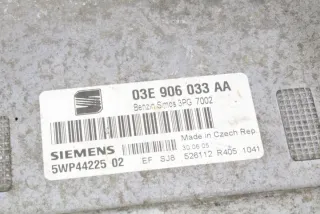 03E 906 033 AA
Benzin Simos 3PG 7002
Made in Czech Rep.
SIEMENS
30.08.05
5WP44225 02
EF SJ8 526112 R405 1041